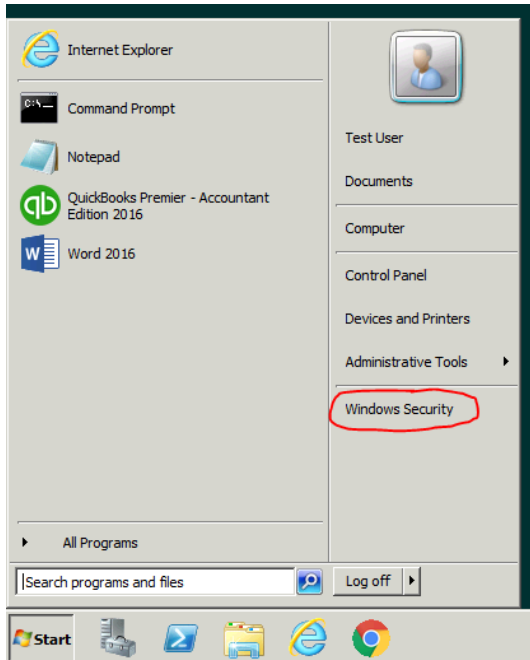 Internet Explorer
Command Prompt
Notepad
QuickBooks Premier - Accountant
Edition 2016
Word 2016
All Programs
Search programs and files
Test User
Documents
Computer
Control Panel
Devices and Printers
Administrative Tools
Windows Security
Log off
Start